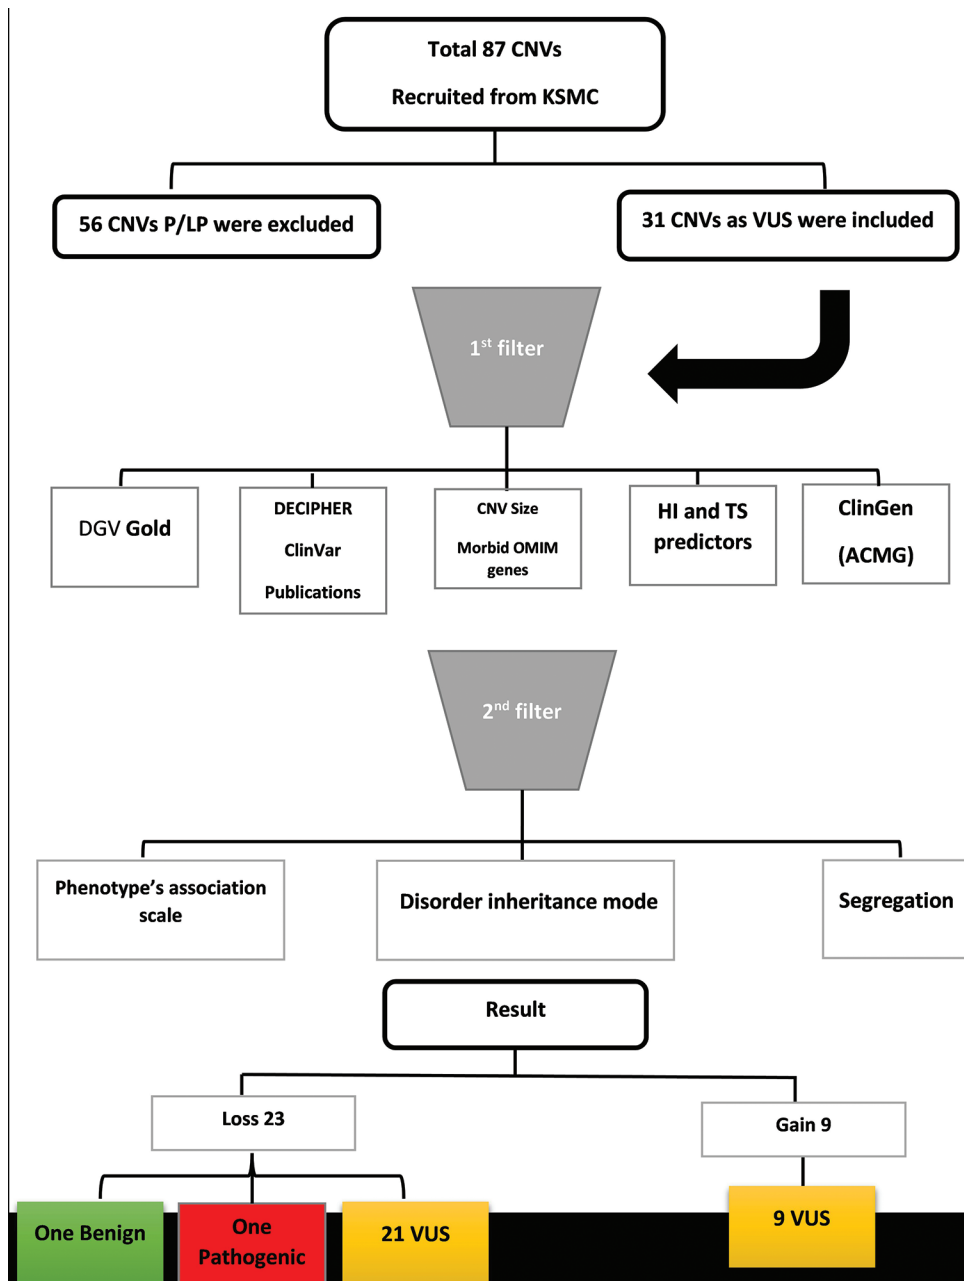 Total 87 CNVs
Recruited from KSMC
56 CNVs P/LP were excluded
31 CNVs as VUS were included
1st filter
DGV Gold
DECIPHER
ClinVar
Publications
CNV Size
Morbid OMIM
genes
HI and TS
predictors
ClinGen
(ACMG)
2nd filter
Phenotype’s association
scale
Disorder inheritance mode
Segregation
Result
Loss 23
Gain 9
One Benign
One
Pathogenic
21 VUS
9 VUS